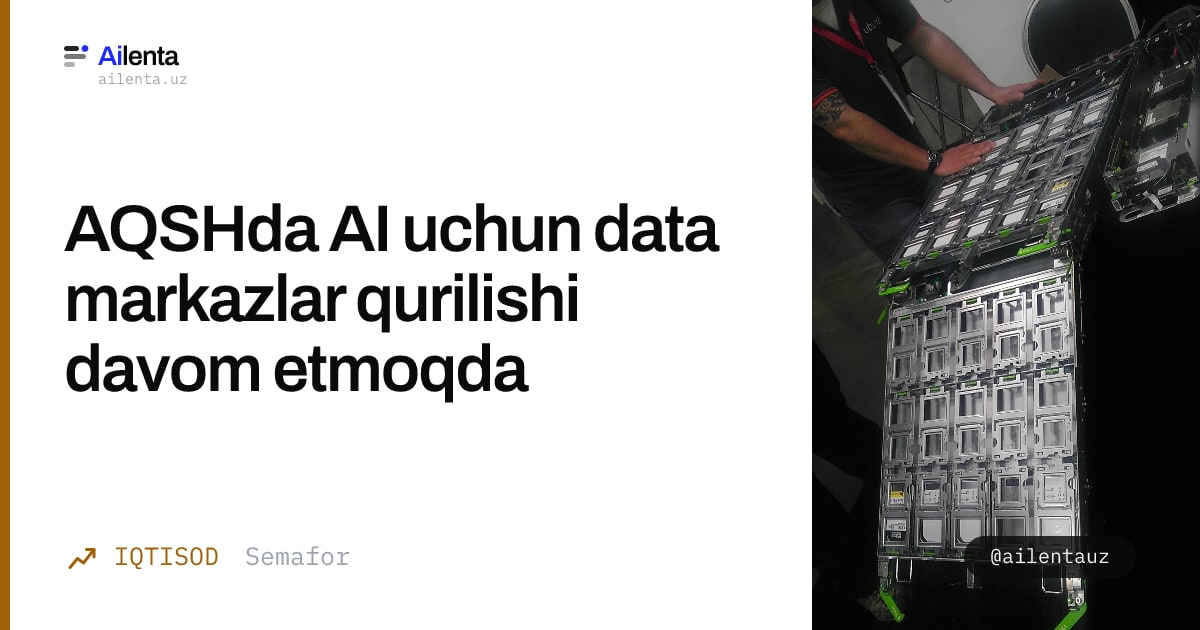 Ailenta
ailenta.uz
AQSHda AI uchun data
markazlar qurilishi
davom etmoqda
IQTISOD Semafor
@ailentauz